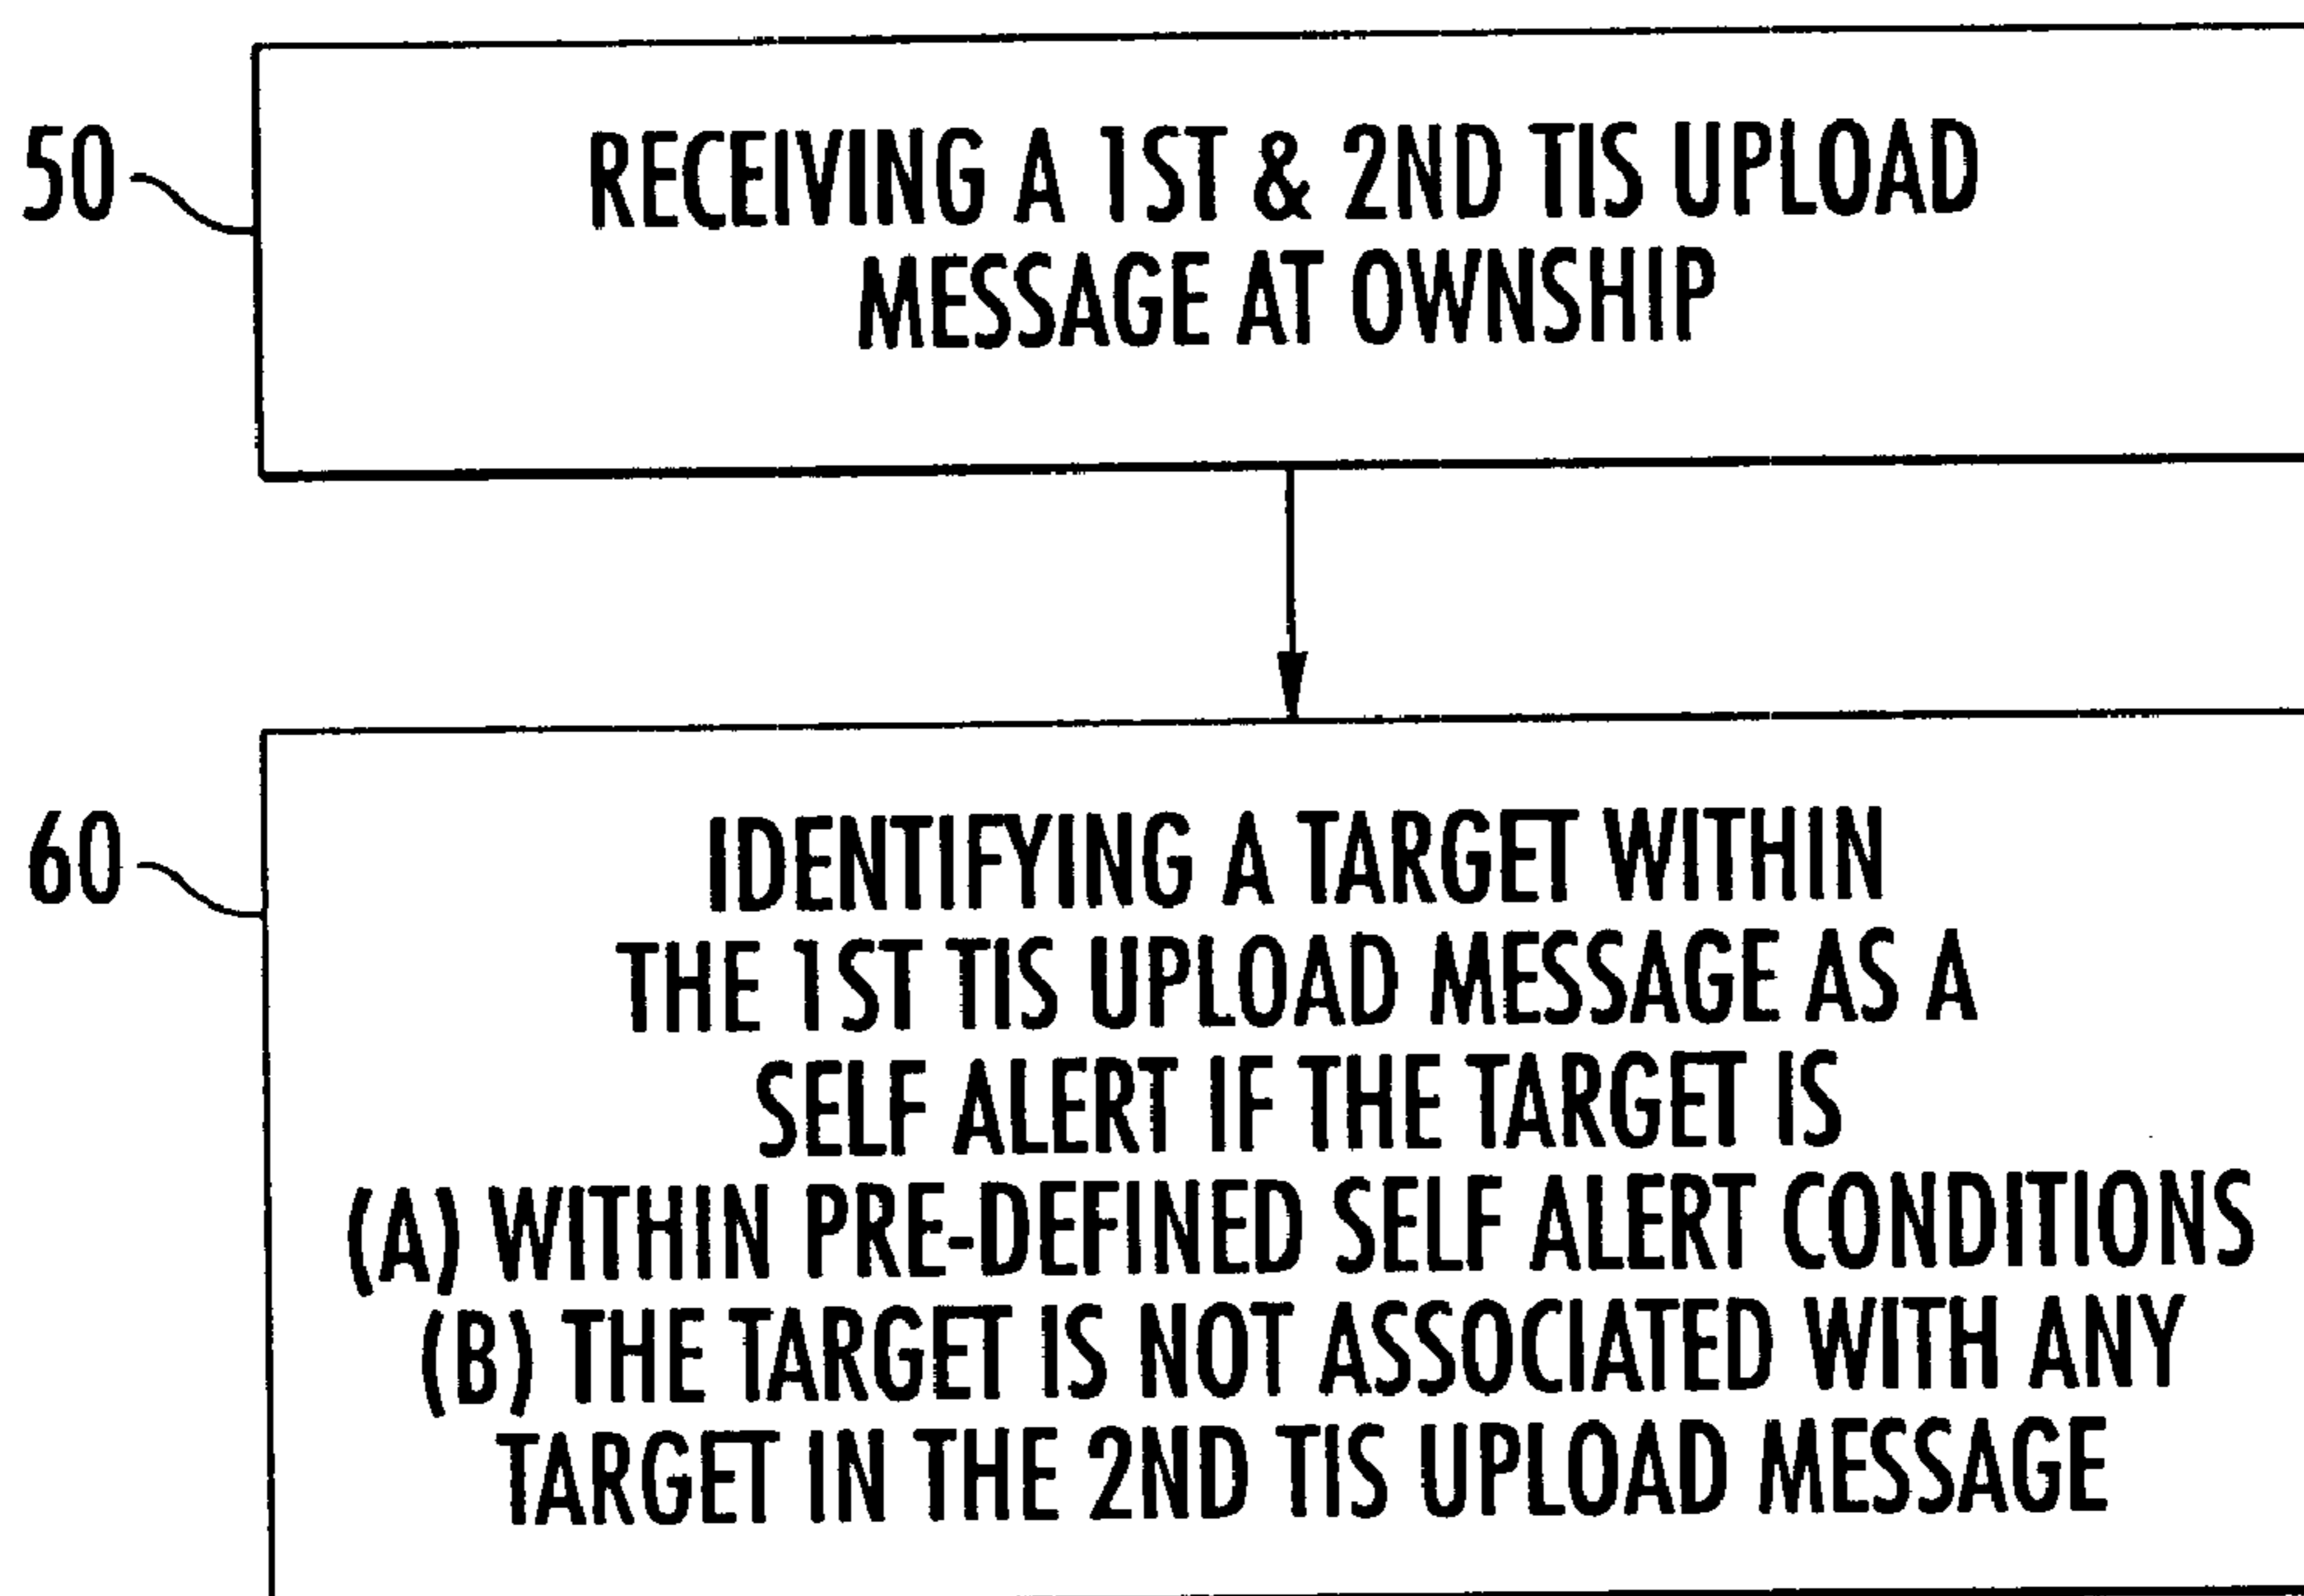 50
RECEIVING A 1ST & 2ND TIS UPLOAD
MESSAGE AT OWNSHIP
60
IDENTIFYING A TARGET WITHIN
THE 1ST TIS UPLOAD MESSAGE AS A
SELF ALERT IF THE TARGET IS
(A) WITHIN PRE-DEFINED SELF ALERT CONDITIONS
(B) THE TARGET IS NOT ASSOCIATED WITH ANY
TARGET IN THE 2ND TIS UPLOAD MESSAGE